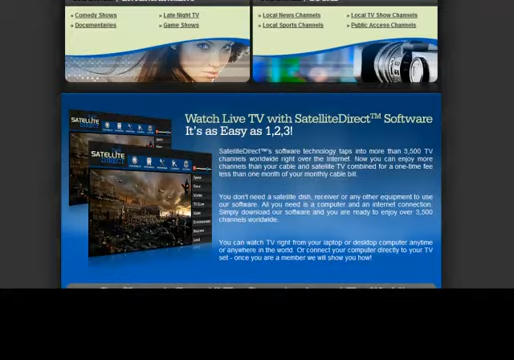 » Comedy Shows
» Late Night TV
» Documentaries
» Game Shows
» Local News Channels
» Local TV Show Channels
» Local Sports Channels
» Public Access Channels
SATELLITE
DIRECT
SATELLITE
DIRECT
Watch Live TV with SatelliteDirect™ Software
It's as Easy as 1,2,3!
SatelliteDirect™'s software technology taps into more than 3,500 TV
channels worldwide right over the Internet. Now you can enjoy more
channels than your cable and satellite TV combined for a one-time fee
less than one month of your monthly cable bill.
You don't need a satellite dish, receiver or any other equipment to use
our software. All you need is a computer and an internet connection.
Simply download our software and you are ready to enjoy over 3,500
channels worldwide.
You can watch TV right from your laptop or desktop computer anytime
or anywhere in the world. Or connect your computer directly to your TV
set - once you are a member we will show you how!